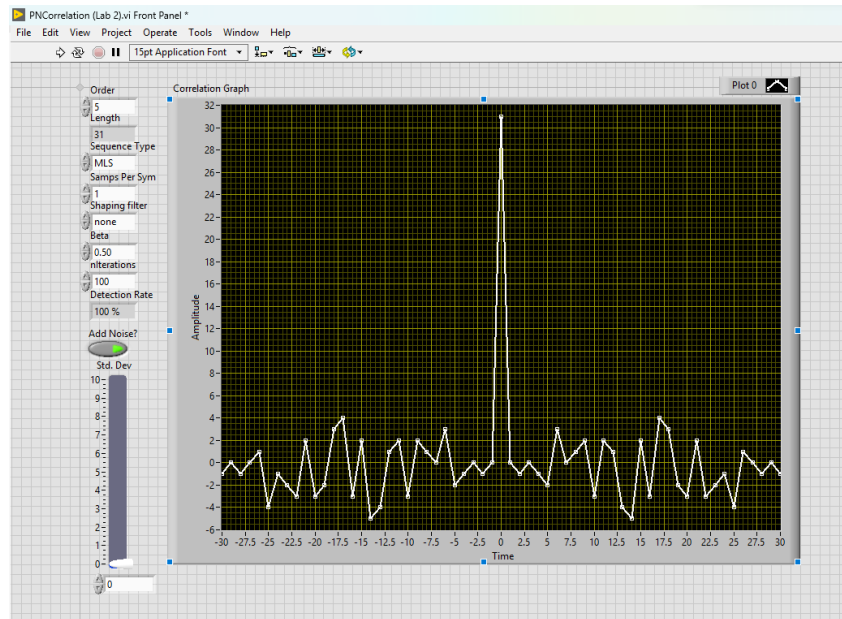 PNCorrelation (Lab 2).vi Front Panel *
File Edit View Project Operate Tools Window Help
15pt Application Font
Order
5
Length
31
Sequence Type
MLS
Samps Per Sym
1
Shaping filter
none
Beta
0.50
nIterations
100
Detection Rate
100 %
Add Noise?
Std. Dev
10
9
8
7
6
5
4
3
2
1
0
0
Correlation Graph
Plot 0
Amplitude
32
30
28
26
24
22
20
18
16
14
12
10
8
6
4
2
0
-2
-4
-6
-30 -27.5 -25 -22.5 -20 -17.5 -15 -12.5 -10 -7.5 -5 -2.5 0 2.5 5 7.5 10 12.5 15 17.5 20 22.5 25 27.5 30
Time